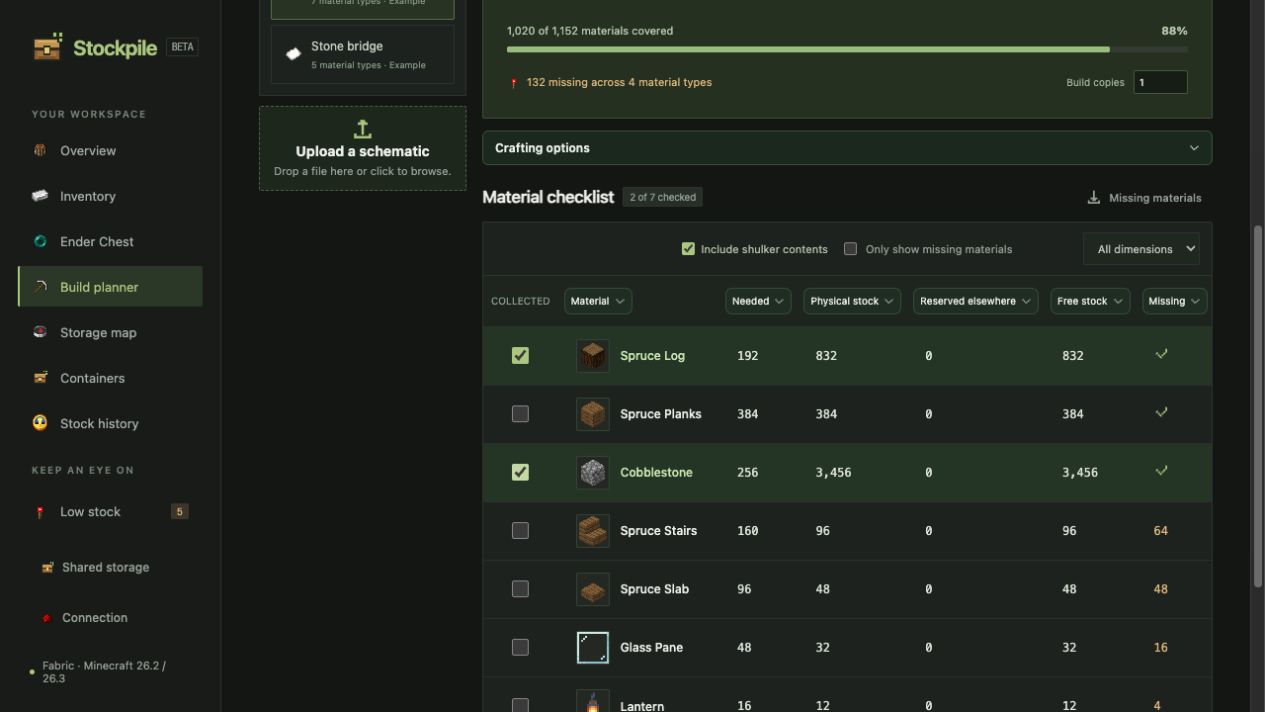 7 material types · Example
Stone bridge
5 material types · Example
Upload a schematic
Drop a file here or click to browse.
Stockpile BETA
YOUR WORKSPACE
Overview
Inventory
Ender Chest
Build planner
Storage map
Containers
Stock history
KEEP AN EYE ON
Low stock 5
Shared storage
Connection
Fabric · Minecraft 26.2 /
26.3
1,020 of 1,152 materials covered 88%
132 missing across 4 material types Build copies 1
Crafting options
Material checklist 2 of 7 checked Missing materials
Include shulker contents Only show missing materials All dimensions
COLLECTED Material Needed Physical stock Reserved elsewhere Free stock Missing
Spruce Log 192 832 0 832
Spruce Planks 384 384 0 384
Cobblestone 256 3,456 0 3,456
Spruce Stairs 160 96 0 96 64
Spruce Slab 96 48 0 48 48
Glass Pane 48 32 0 32 16
Lantern 16 12 0 12 4